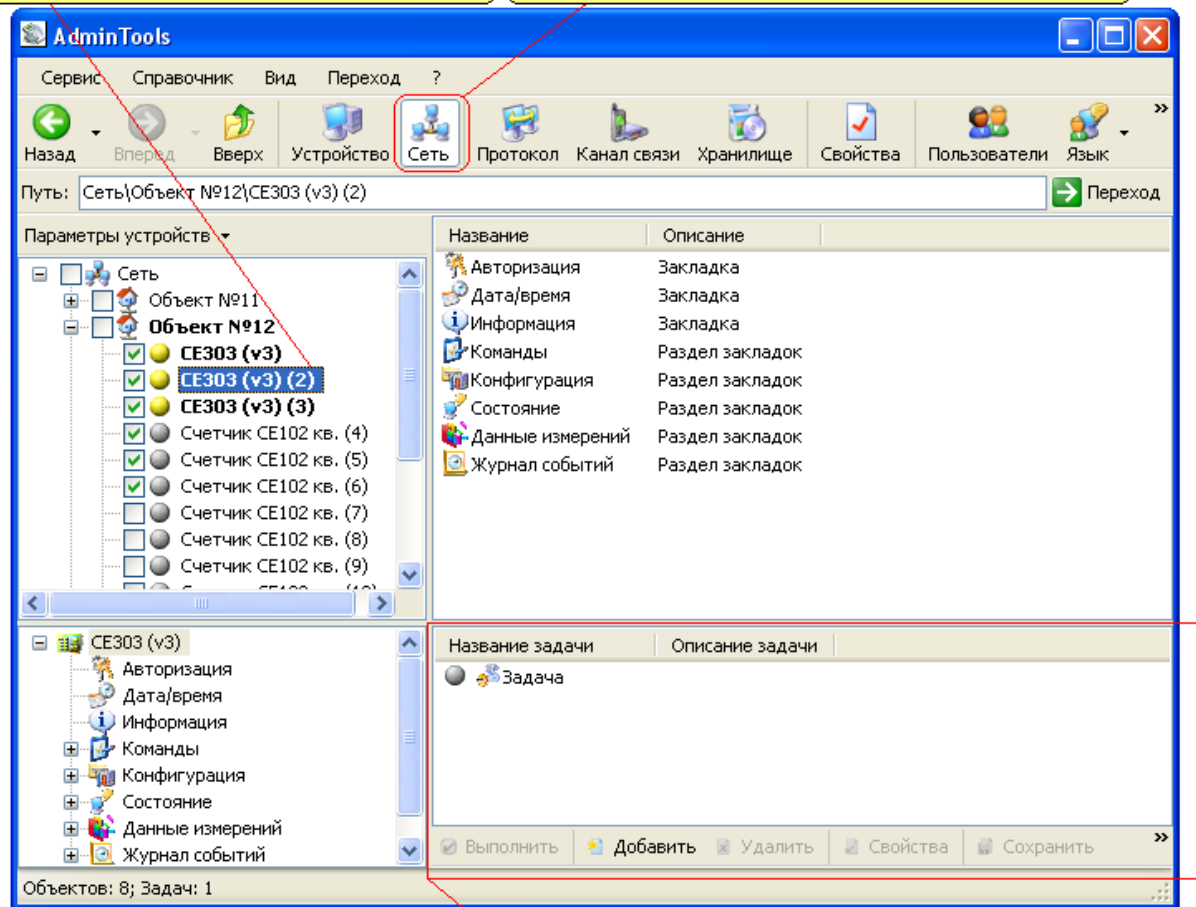 AdminTools
Сервис Справочник Вид Переход ?
Назад Вперед Вверх Устройство Сеть Протокол Канал связи Хранилище Свойства Пользователи Язык »
Путь: Сеть\Объект №12\CE303 (v3) (2) Переход
Параметры устройств
Сеть
Объект №11
Объект №12
CE303 (v3)
CE303 (v3) (2)
CE303 (v3) (3)
Счетчик CE102 кв. (4)
Счетчик CE102 кв. (5)
Счетчик CE102 кв. (6)
Счетчик CE102 кв. (7)
Счетчик CE102 кв. (8)
Счетчик CE102 кв. (9)
Название Описание
Авторизация Закладка
Дата/время Закладка
Информация Закладка
Команды Раздел закладок
Конфигурация Раздел закладок
Состояние Раздел закладок
Данные измерений Раздел закладок
Журнал событий Раздел закладок
CE303 (v3)
Авторизация
Дата/время
Информация
Команды
Конфигурация
Состояние
Данные измерений
Журнал событий
Название задачи Описание задачи
Задача
Выполнить Добавить Удалить Свойства Сохранить »
Объектов: 8; Задач: 1